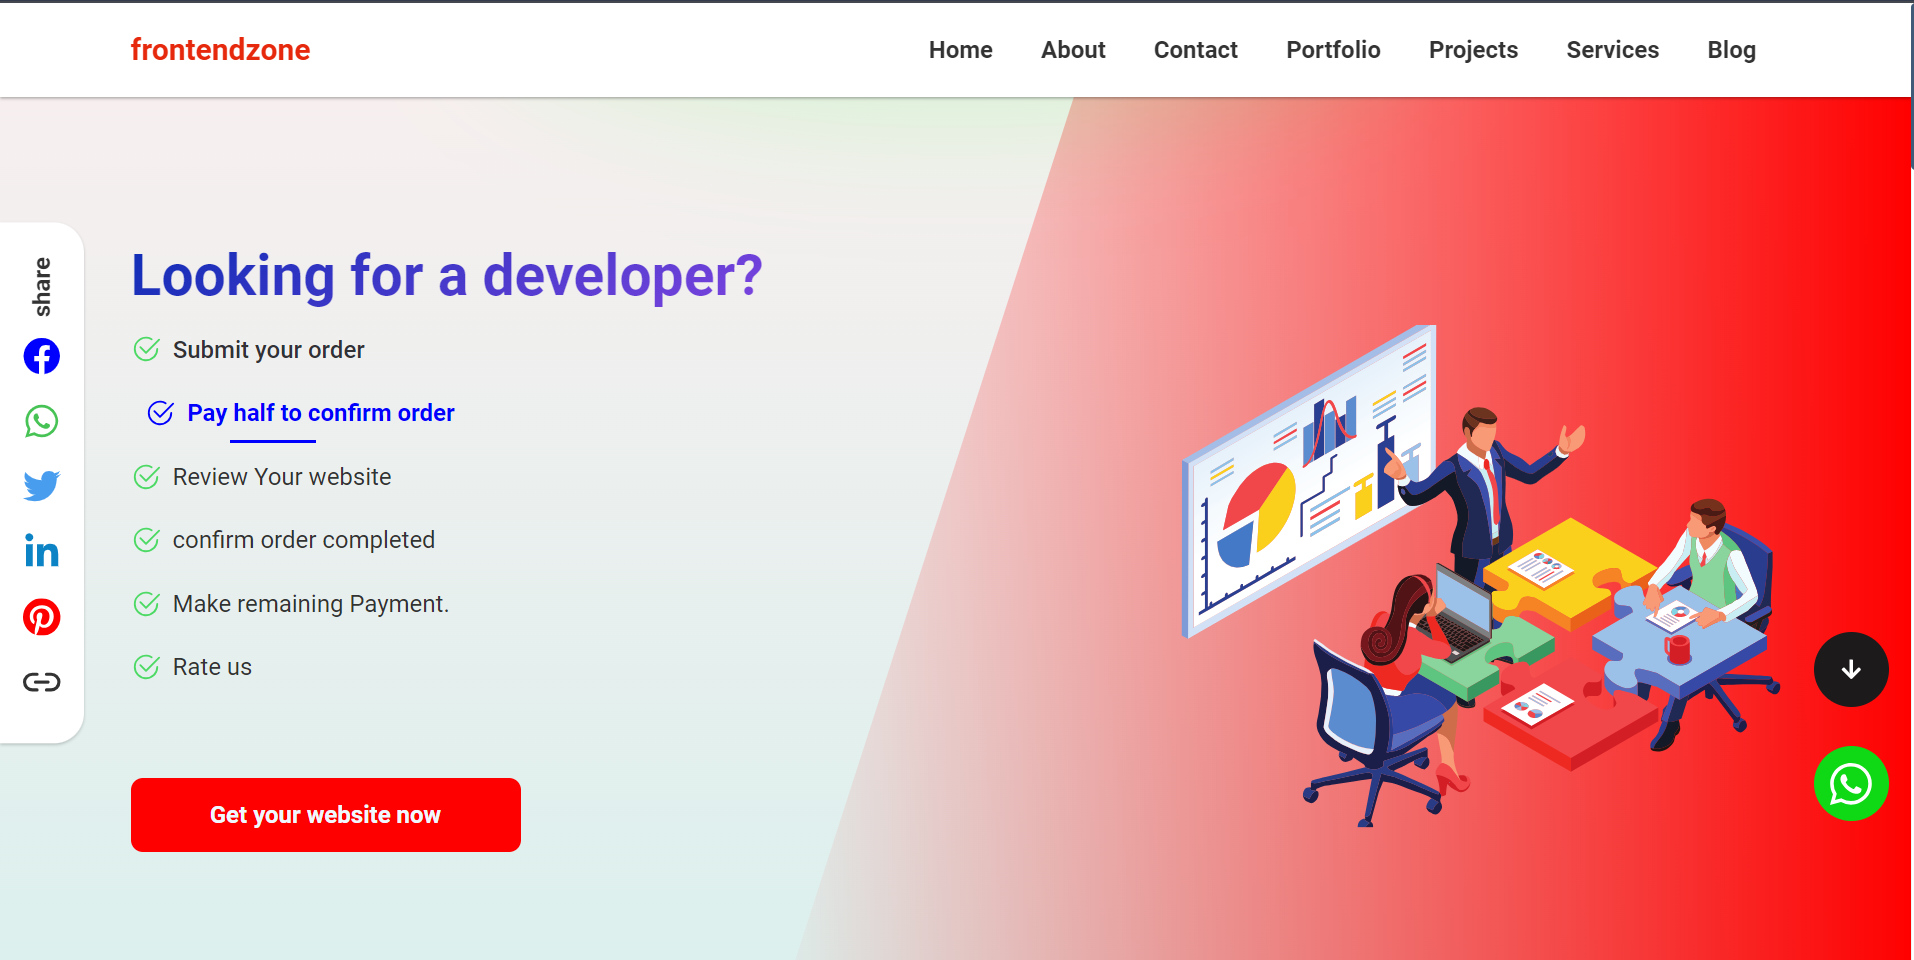 frontendzone
Home About Contact Portfolio Projects Services Blog
share
Looking for a developer?
Submit your order
Pay half to confirm order
Review Your website
confirm order completed
Make remaining Payment.
Rate us
Get your website now